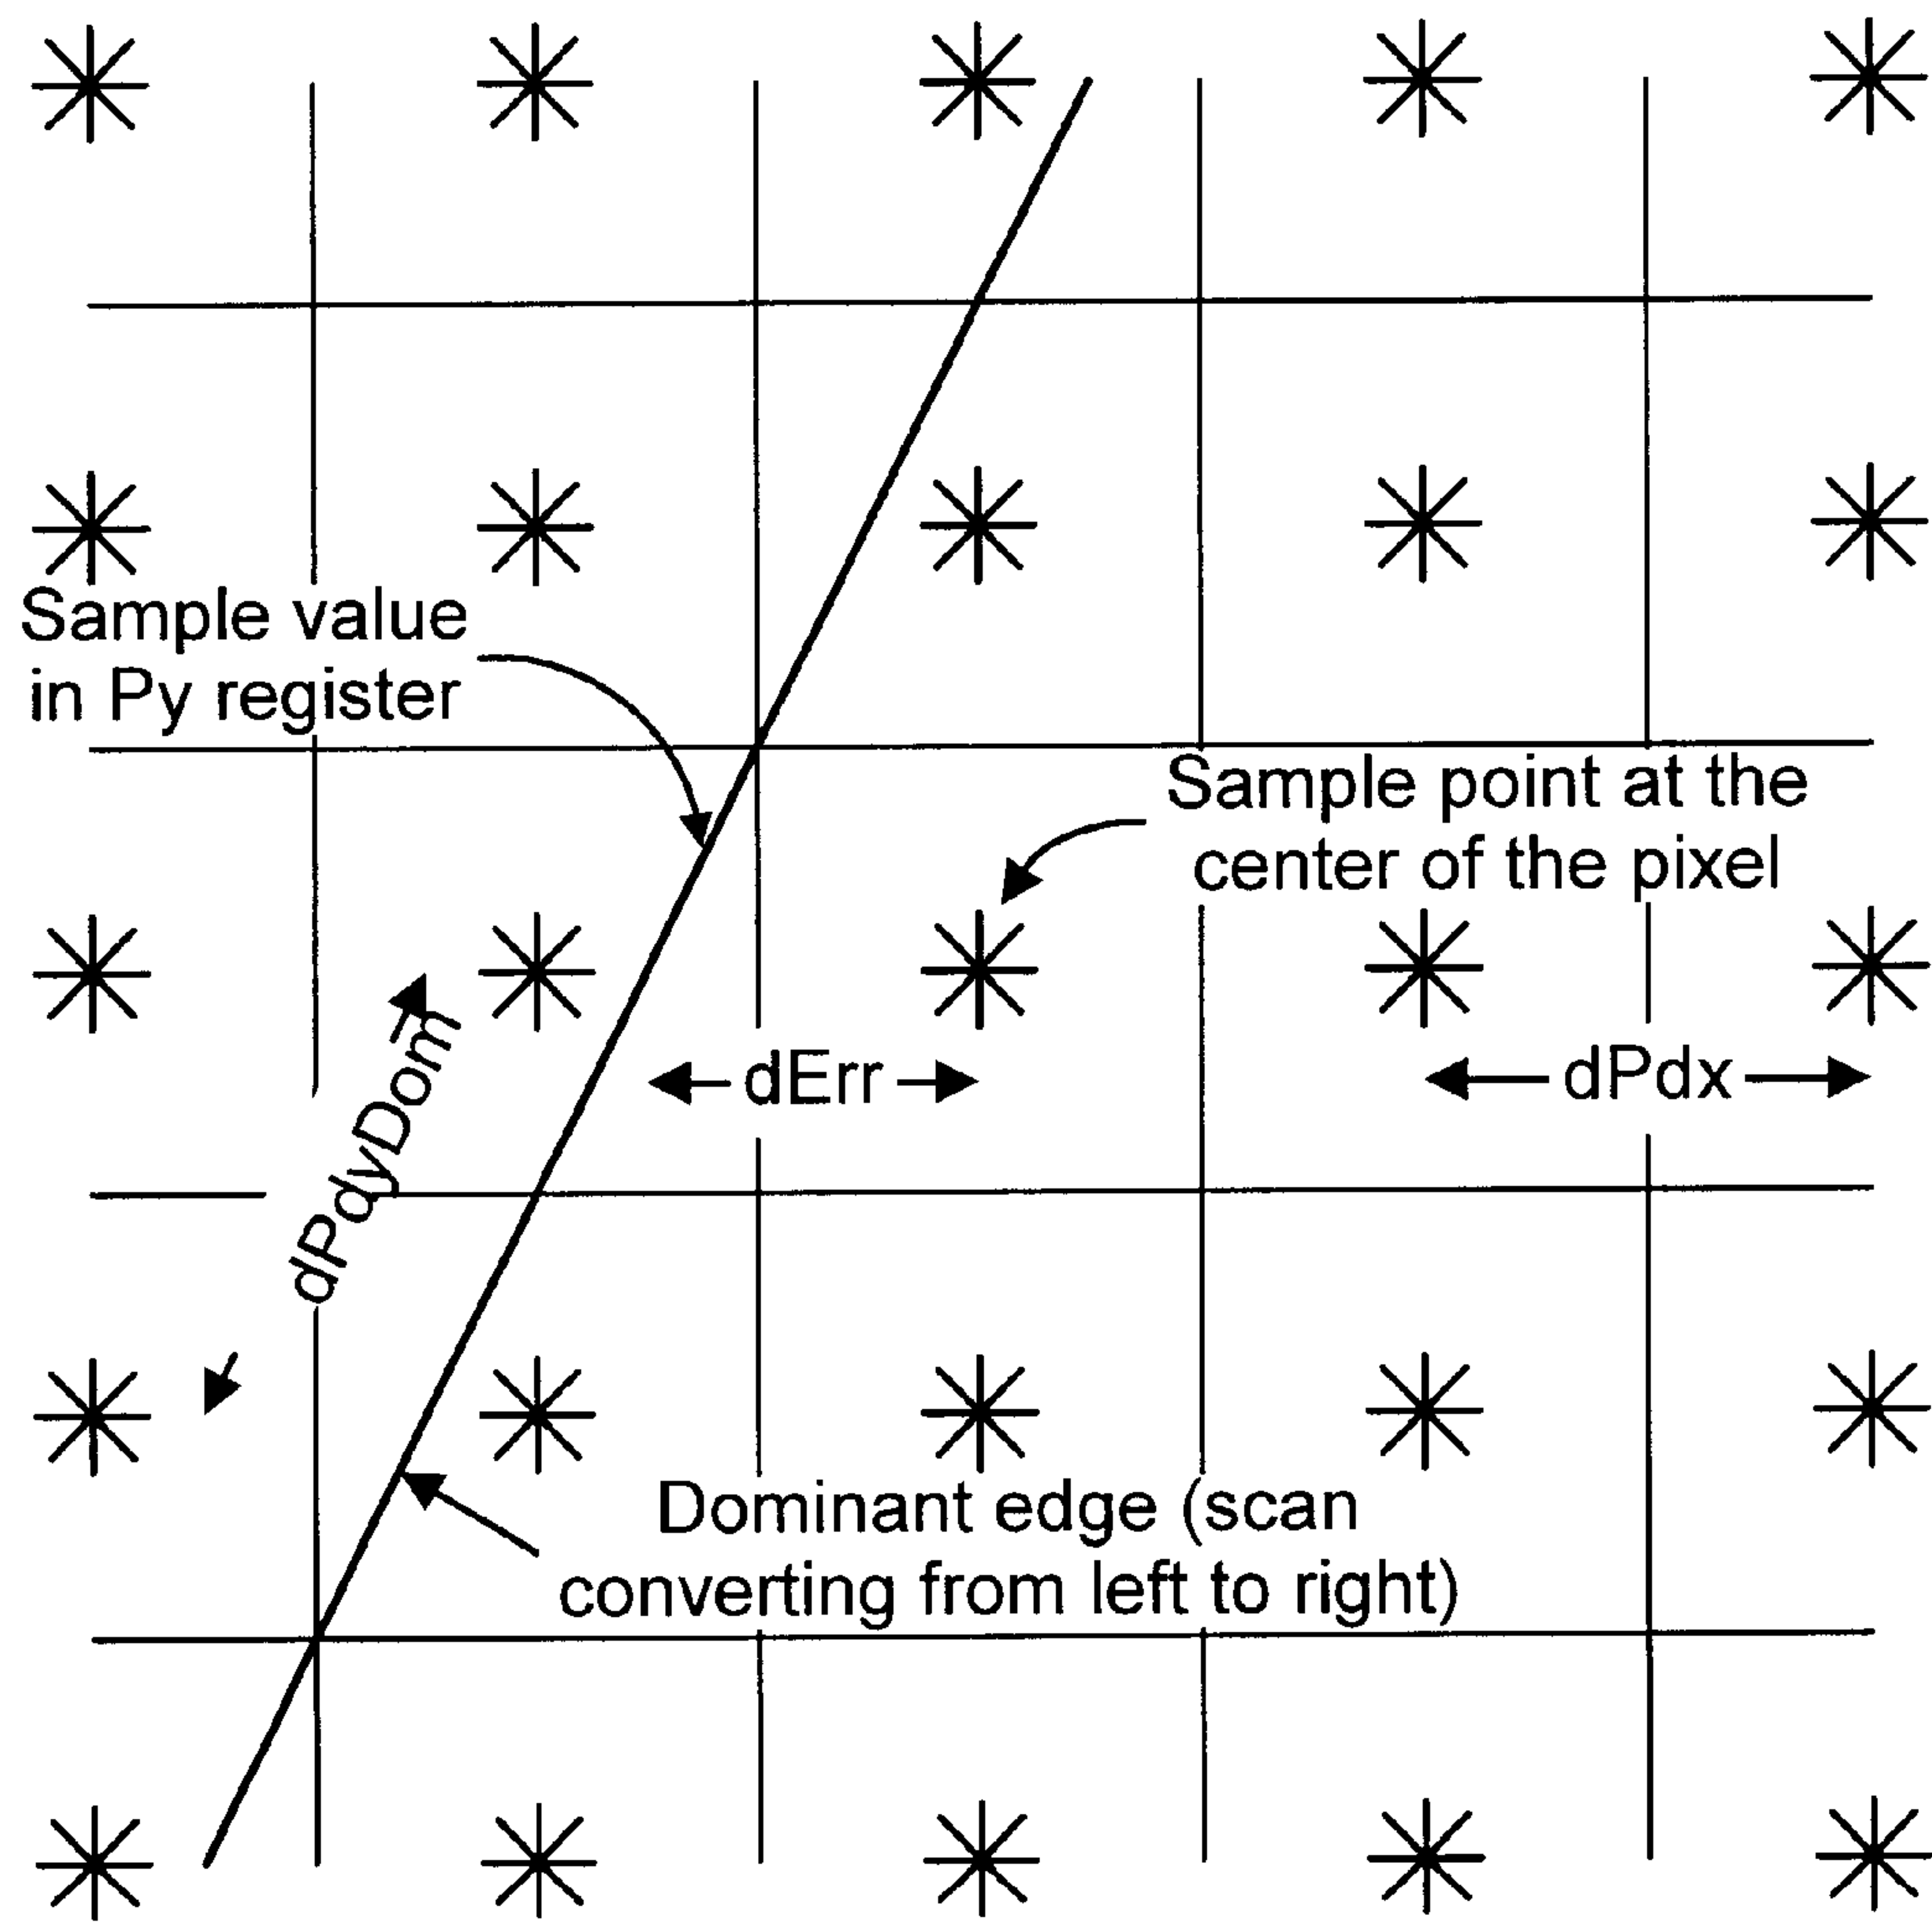 Sample value
in Py register
Sample point at the
center of the pixel
dErr
dPdx
dPdyDom
Dominant edge (scan
converting from left to right)